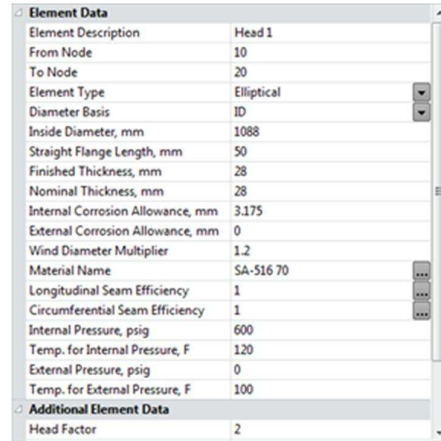 Element Data
Element Description Head 1
From Node 10
To Node 20
Element Type Elliptical
Diameter Basis ID
Inside Diameter, mm 1088
Straight Flange Length, mm 50
Finished Thickness, mm 28
Nominal Thickness, mm 28
Internal Corrosion Allowance, mm 3.175
External Corrosion Allowance, mm 0
Wind Diameter Multiplier 1.2
Material Name SA-516 70
Longitudinal Seam Efficiency 1
Circumferential Seam Efficiency 1
Internal Pressure, psig 600
Temp. for Internal Pressure, F 120
External Pressure, psig 0
Temp. for External Pressure, F 100
Additional Element Data
Head Factor 2